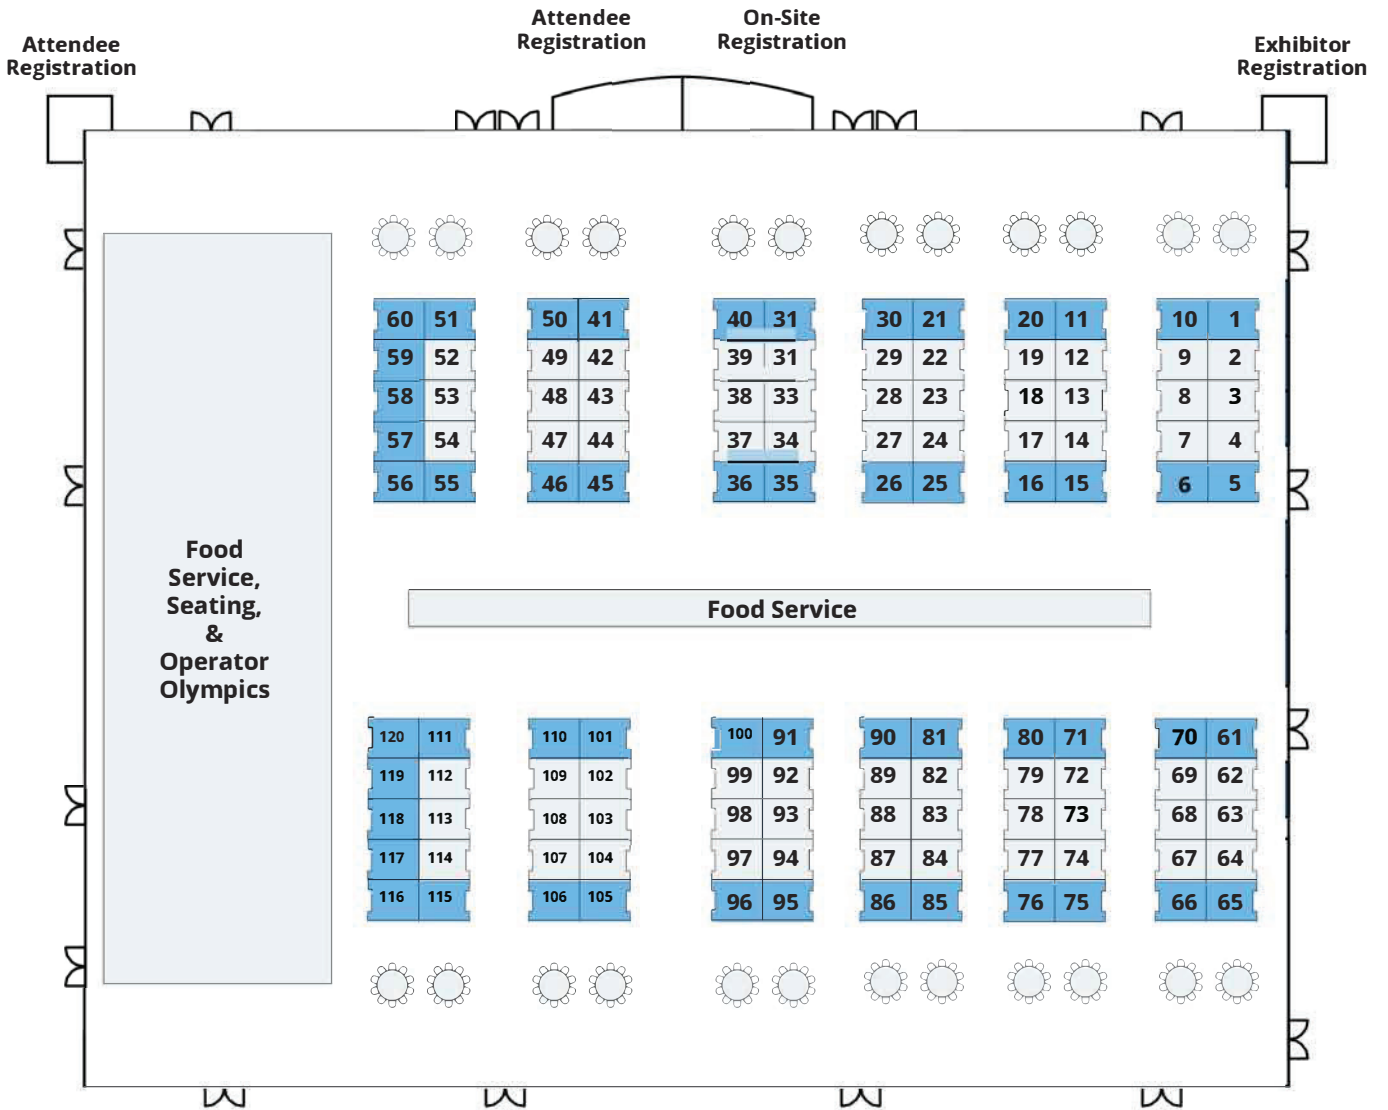 Attendee
Registration
Attendee
Registration
On-Site
Registration
Exhibitor
Registration
60 51 50 41 40 31 30 21 20 11 10 1
59 52 49 42 39 31 29 22 19 12 9 2
58 53 48 43 38 33 28 23 18 13 8 3
57 54 47 44 37 34 27 24 17 14 7 4
56 55 46 45 36 35 26 25 16 15 6 5
Food
Service,
Seating,
&
Operator
Olympics
Food Service
120 111 110 101 100 91 90 81 80 71 70 61
119 112 109 102 99 92 89 82 79 72 69 62
118 113 108 103 98 93 88 83 78 73 68 63
117 114 107 104 97 94 87 84 77 74 67 64
116 115 106 105 96 95 86 85 76 75 66 65